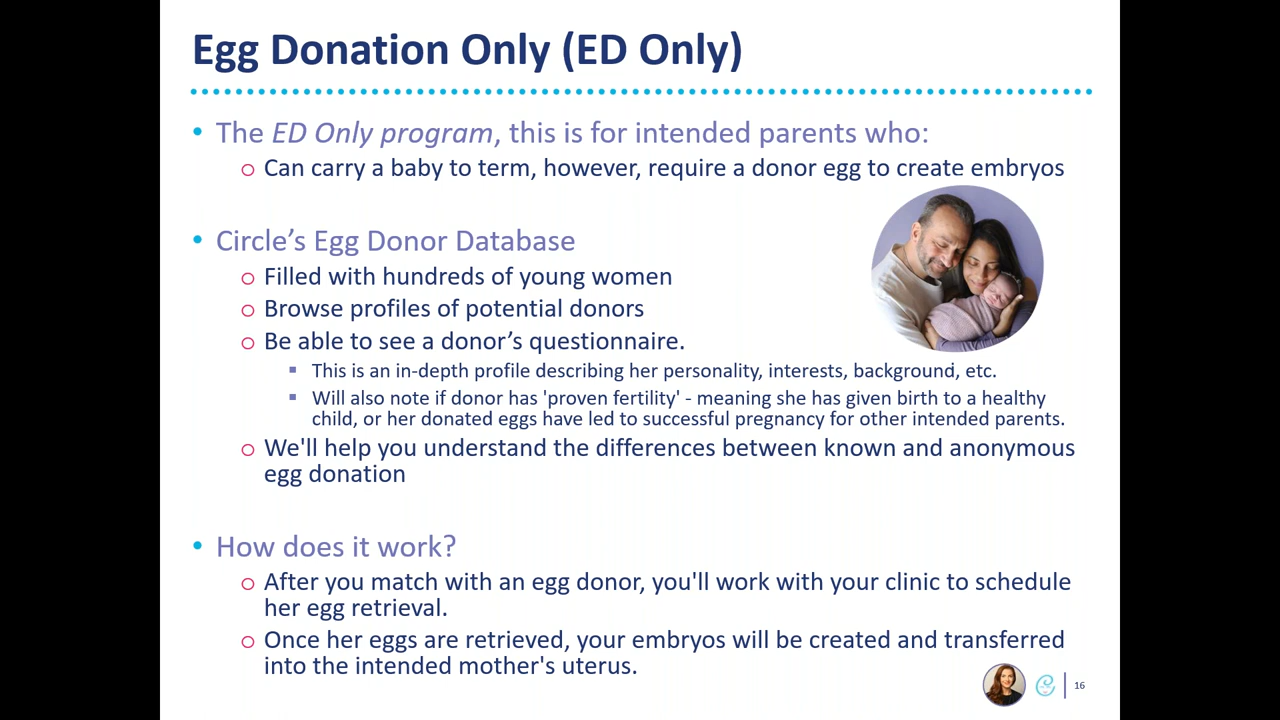 Egg Donation Only (ED Only)
• The ED Only program, this is for intended parents who:
o Can carry a baby to term, however, require a donor egg to create embryos
• Circle’s Egg Donor Database
o Filled with hundreds of young women
o Browse profiles of potential donors
o Be able to see a donor’s questionnaire.
▪ This is an in-depth profile describing her personality, interests, background, etc.
▪ Will also note if donor has 'proven fertility' - meaning she has given birth to a healthy
child, or her donated eggs have led to successful pregnancy for other intended parents.
o We'll help you understand the differences between known and anonymous
egg donation
• How does it work?
o After you match with an egg donor, you'll work with your clinic to schedule
her egg retrieval.
o Once her eggs are retrieved, your embryos will be created and transferred
into the intended mother's uterus.
16